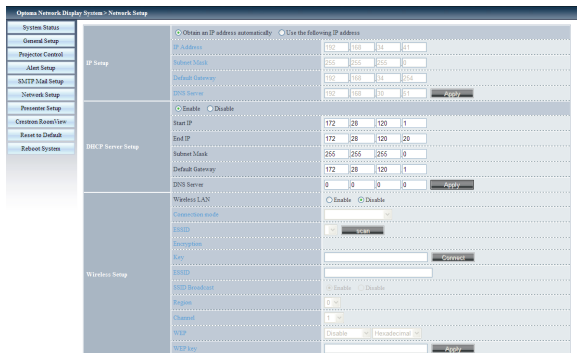 Optoma Network Display System > Network Setup
System Status
General Setup
Projector Control
Alert Setup
SMTP Mail Setup
Network Setup
Presenter Setup
Crestron RoomView
Reset to Default
Reboot System
IP Setup
Obtain an IP address automatically Use the following IP address
IP Address 192 168 34 41
Subnet Mask 255 255 255 0
Default Gateway 192 168 34 254
DNS Server 192 168 30 51 Apply
DHCP Server Setup
Enable Disable
Start IP 172 28 120 1
End IP 172 28 120 20
Subnet Mask 255 255 255 0
Default Gateway 172 28 120 1
DNS Server 0 0 0 0 Apply
Wireless Setup
Wireless LAN Enable Disable
Connection mode
ESSID scan
Encryption
Key Connect
ESSID
SSID Broadcast Enable Disable
Region 0
Channel 1
WEP Disable Hexadecimal
WEP key Apply